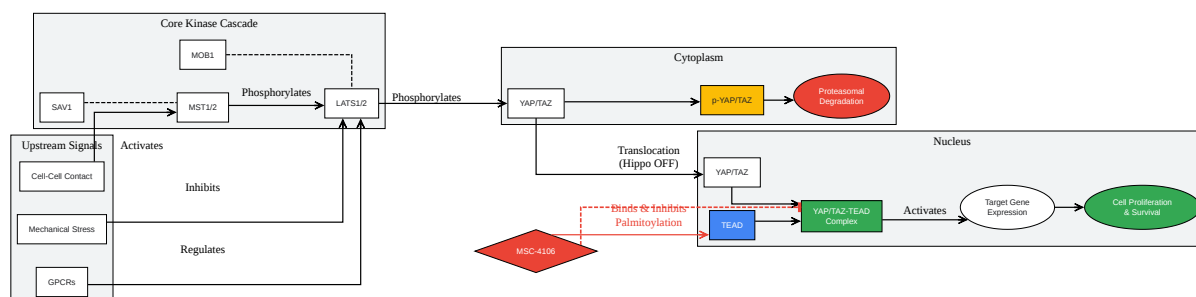 Core Kinase Cascade
MOB1
SAV1
MST1/2
Phosphorylates
LATS1/2
Phosphorylates
Cytoplasm
YAP/TAZ
p-YAP/TAZ
Proteasomal
Degradation
Upstream Signals
Activates
Cell-Cell Contact
Inhibits
Mechanical Stress
Regulates
GPCRs
Translocation
(Hippo OFF)
Nucleus
YAP/TAZ
Binds & Inhibits
Palmitoylation
MSC-4106
TEAD
YAP/TAZ-TEAD
Complex
Activates
Target Gene
Expression
Cell Proliferation
& Survival